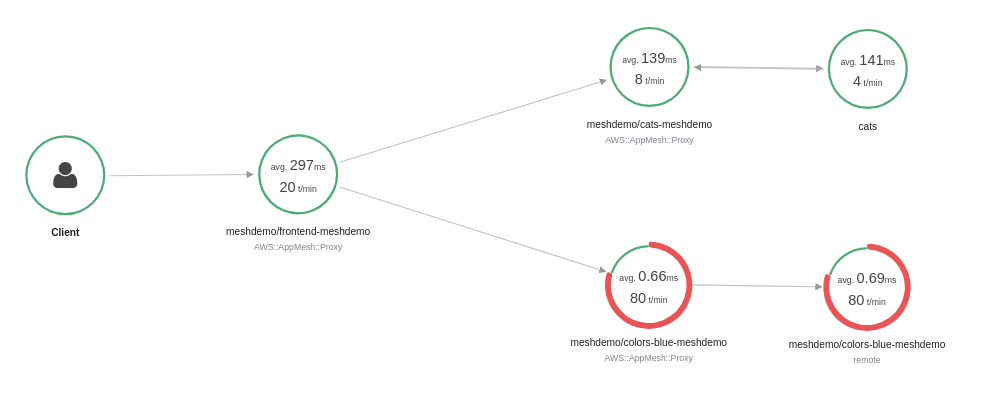 Client
avg. 297ms
20 t/min
meshdemo/frontend-meshdemo
AWS::AppMesh::Proxy
avg. 139ms
8 t/min
meshdemo/cats-meshdemo
AWS::AppMesh::Proxy
avg. 141ms
4 t/min
cats
avg. 0.66ms
80 t/min
meshdemo/colors-blue-meshdemo
AWS::AppMesh::Proxy
avg. 0.69ms
80 t/min
meshdemo/colors-blue-meshdemo
remote